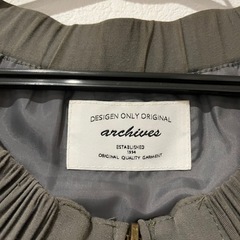 DESIGEN ONLY ORIGINAL
archives
ESTABLISHED
1994
ORIGINAL QUALITY GARMENT